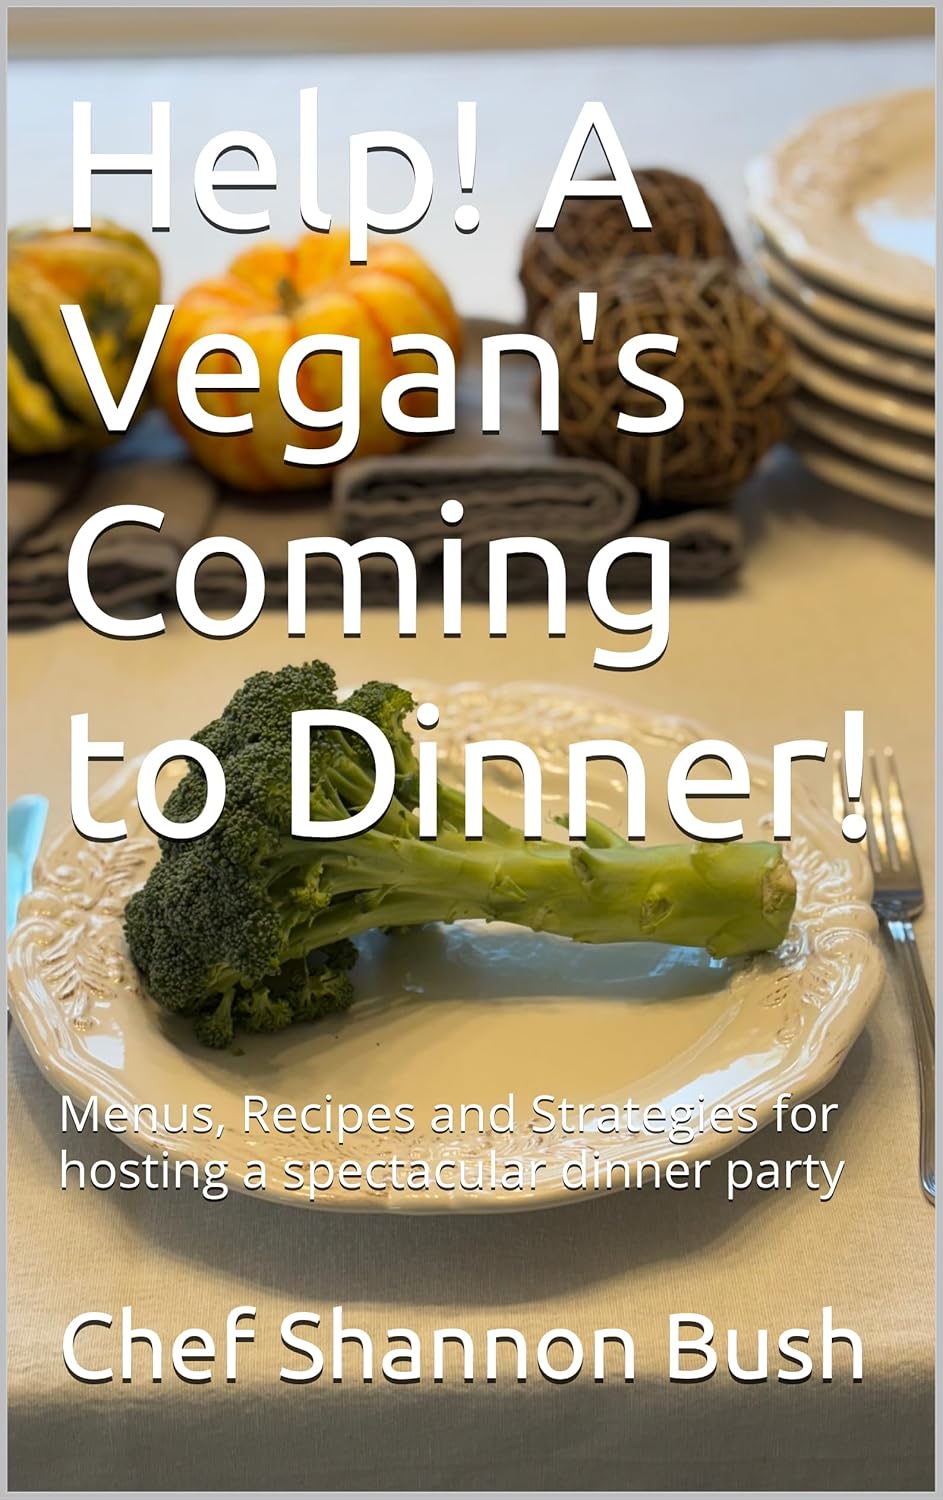 Help! A
Vegan's
Coming
to Dinner!
Menus, Recipes and Strategies for
hosting a spectacular dinner party
Chef Shannon Bush